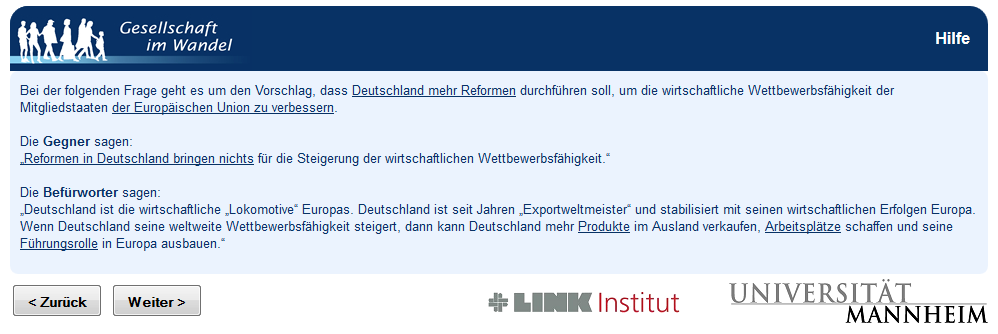 Gesellschaft
im Wandel
Hilfe
Bei der folgenden Frage geht es um den Vorschlag, dass Deutschland mehr Reformen durchführen soll, um die wirtschaftliche Wettbewerbsfähigkeit der
Mitgliedstaaten der Europäischen Union zu verbessern.
Die Gegner sagen:
„Reformen in Deutschland bringen nichts für die Steigerung der wirtschaftlichen Wettbewerbsfähigkeit.“
Die Befürworter sagen:
„Deutschland ist die wirtschaftliche „Lokomotive“ Europas. Deutschland ist seit Jahren „Exportweltmeister“ und stabilisiert mit seinen wirtschaftlichen Erfolgen Europa.
Wenn Deutschland seine weltweite Wettbewerbsfähigkeit steigert, dann kann Deutschland mehr Produkte im Ausland verkaufen, Arbeitsplätze schaffen und seine
Führungsrolle in Europa ausbauen.“
< Zurück
Weiter >
LINK Institut
UNIVERSITÄT
MANNHEIM